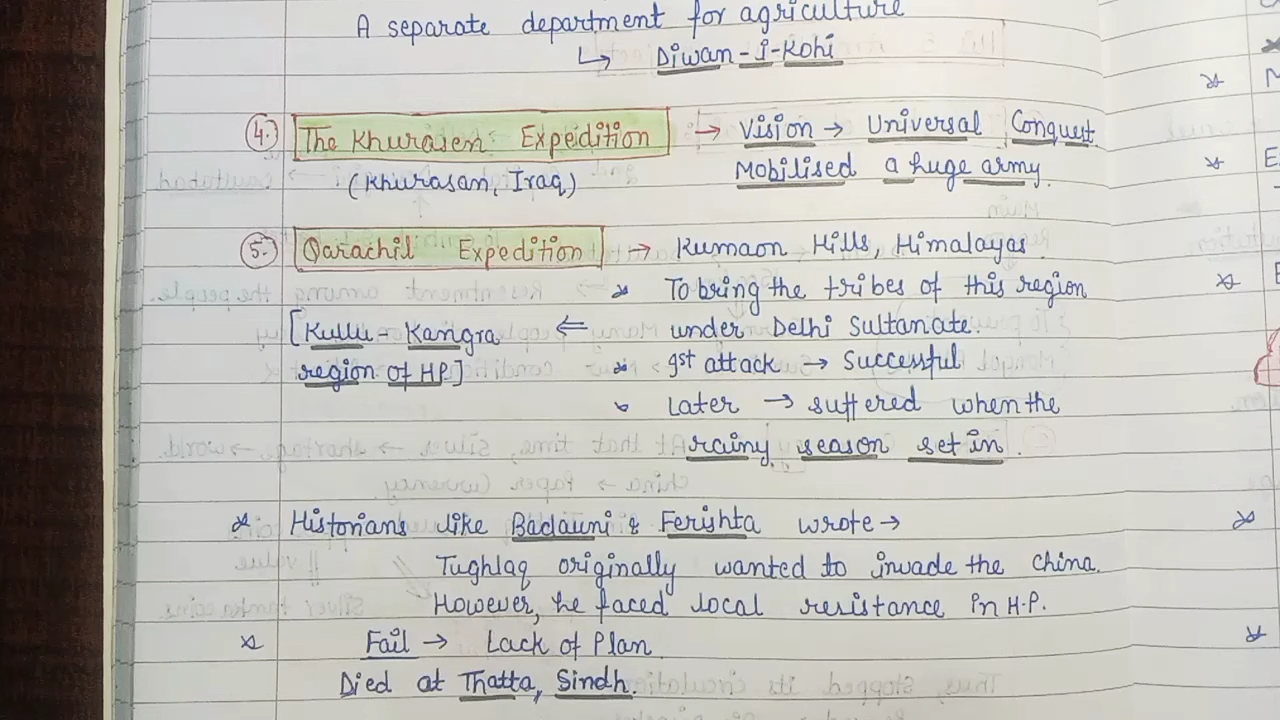 A separate department for agriculture
↳ Diwan-i-Kohi
4.) The Khurasan Expedition → Vision → Universal Conquest
(Khurasan, Iraq) Mobilised a huge army.
5.) Qarachil Expedition → Kumaon Hills, Himalayas
* To bring the tribes of this region
[Kullu - Kangra ⇐ under Delhi Sultanate.
region of HP] * 1st attack → Successful
Later → suffered when the
rainy season set in.
* Historians like Badauni & Ferishta wrote →
Tughlaq originally wanted to invade the China.
However, he faced local resistance in H.P.
* Fail → Lack of Plan
Died at Thatta, Sindh.